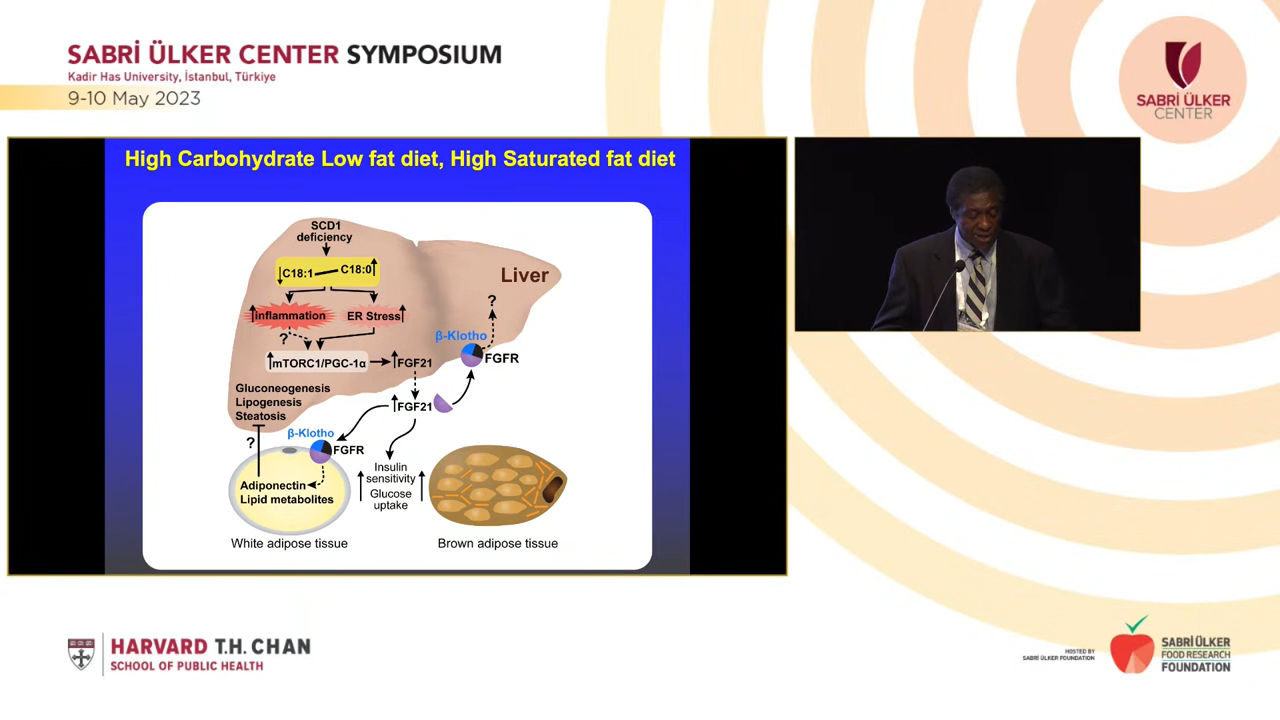 SABRİ ÜLKER CENTER SYMPOSIUM
Kadir Has University, İstanbul, Türkiye
9-10 May 2023
SABRİ ÜLKER
CENTER
High Carbohydrate Low fat diet, High Saturated fat diet
SCD1
deficiency
↓C18:1 C18:0↑
Liver
↑inflammation ER Stress↑
?
?
β-Klotho
FGFR
↑mTORC1/PGC-1α → ↑FGF21
Gluconeogenesis
Lipogenesis
Steatosis
↑FGF21
?
β-Klotho
FGFR
Adiponectin
Lipid metabolites
Insulin
sensitivity
Glucose
uptake
White adipose tissue
Brown adipose tissue
HARVARD T.H. CHAN
SCHOOL OF PUBLIC HEALTH
HOSTED BY
SABRİ ÜLKER FOUNDATION
SABRİ ÜLKER
FOOD RESEARCH
FOUNDATION